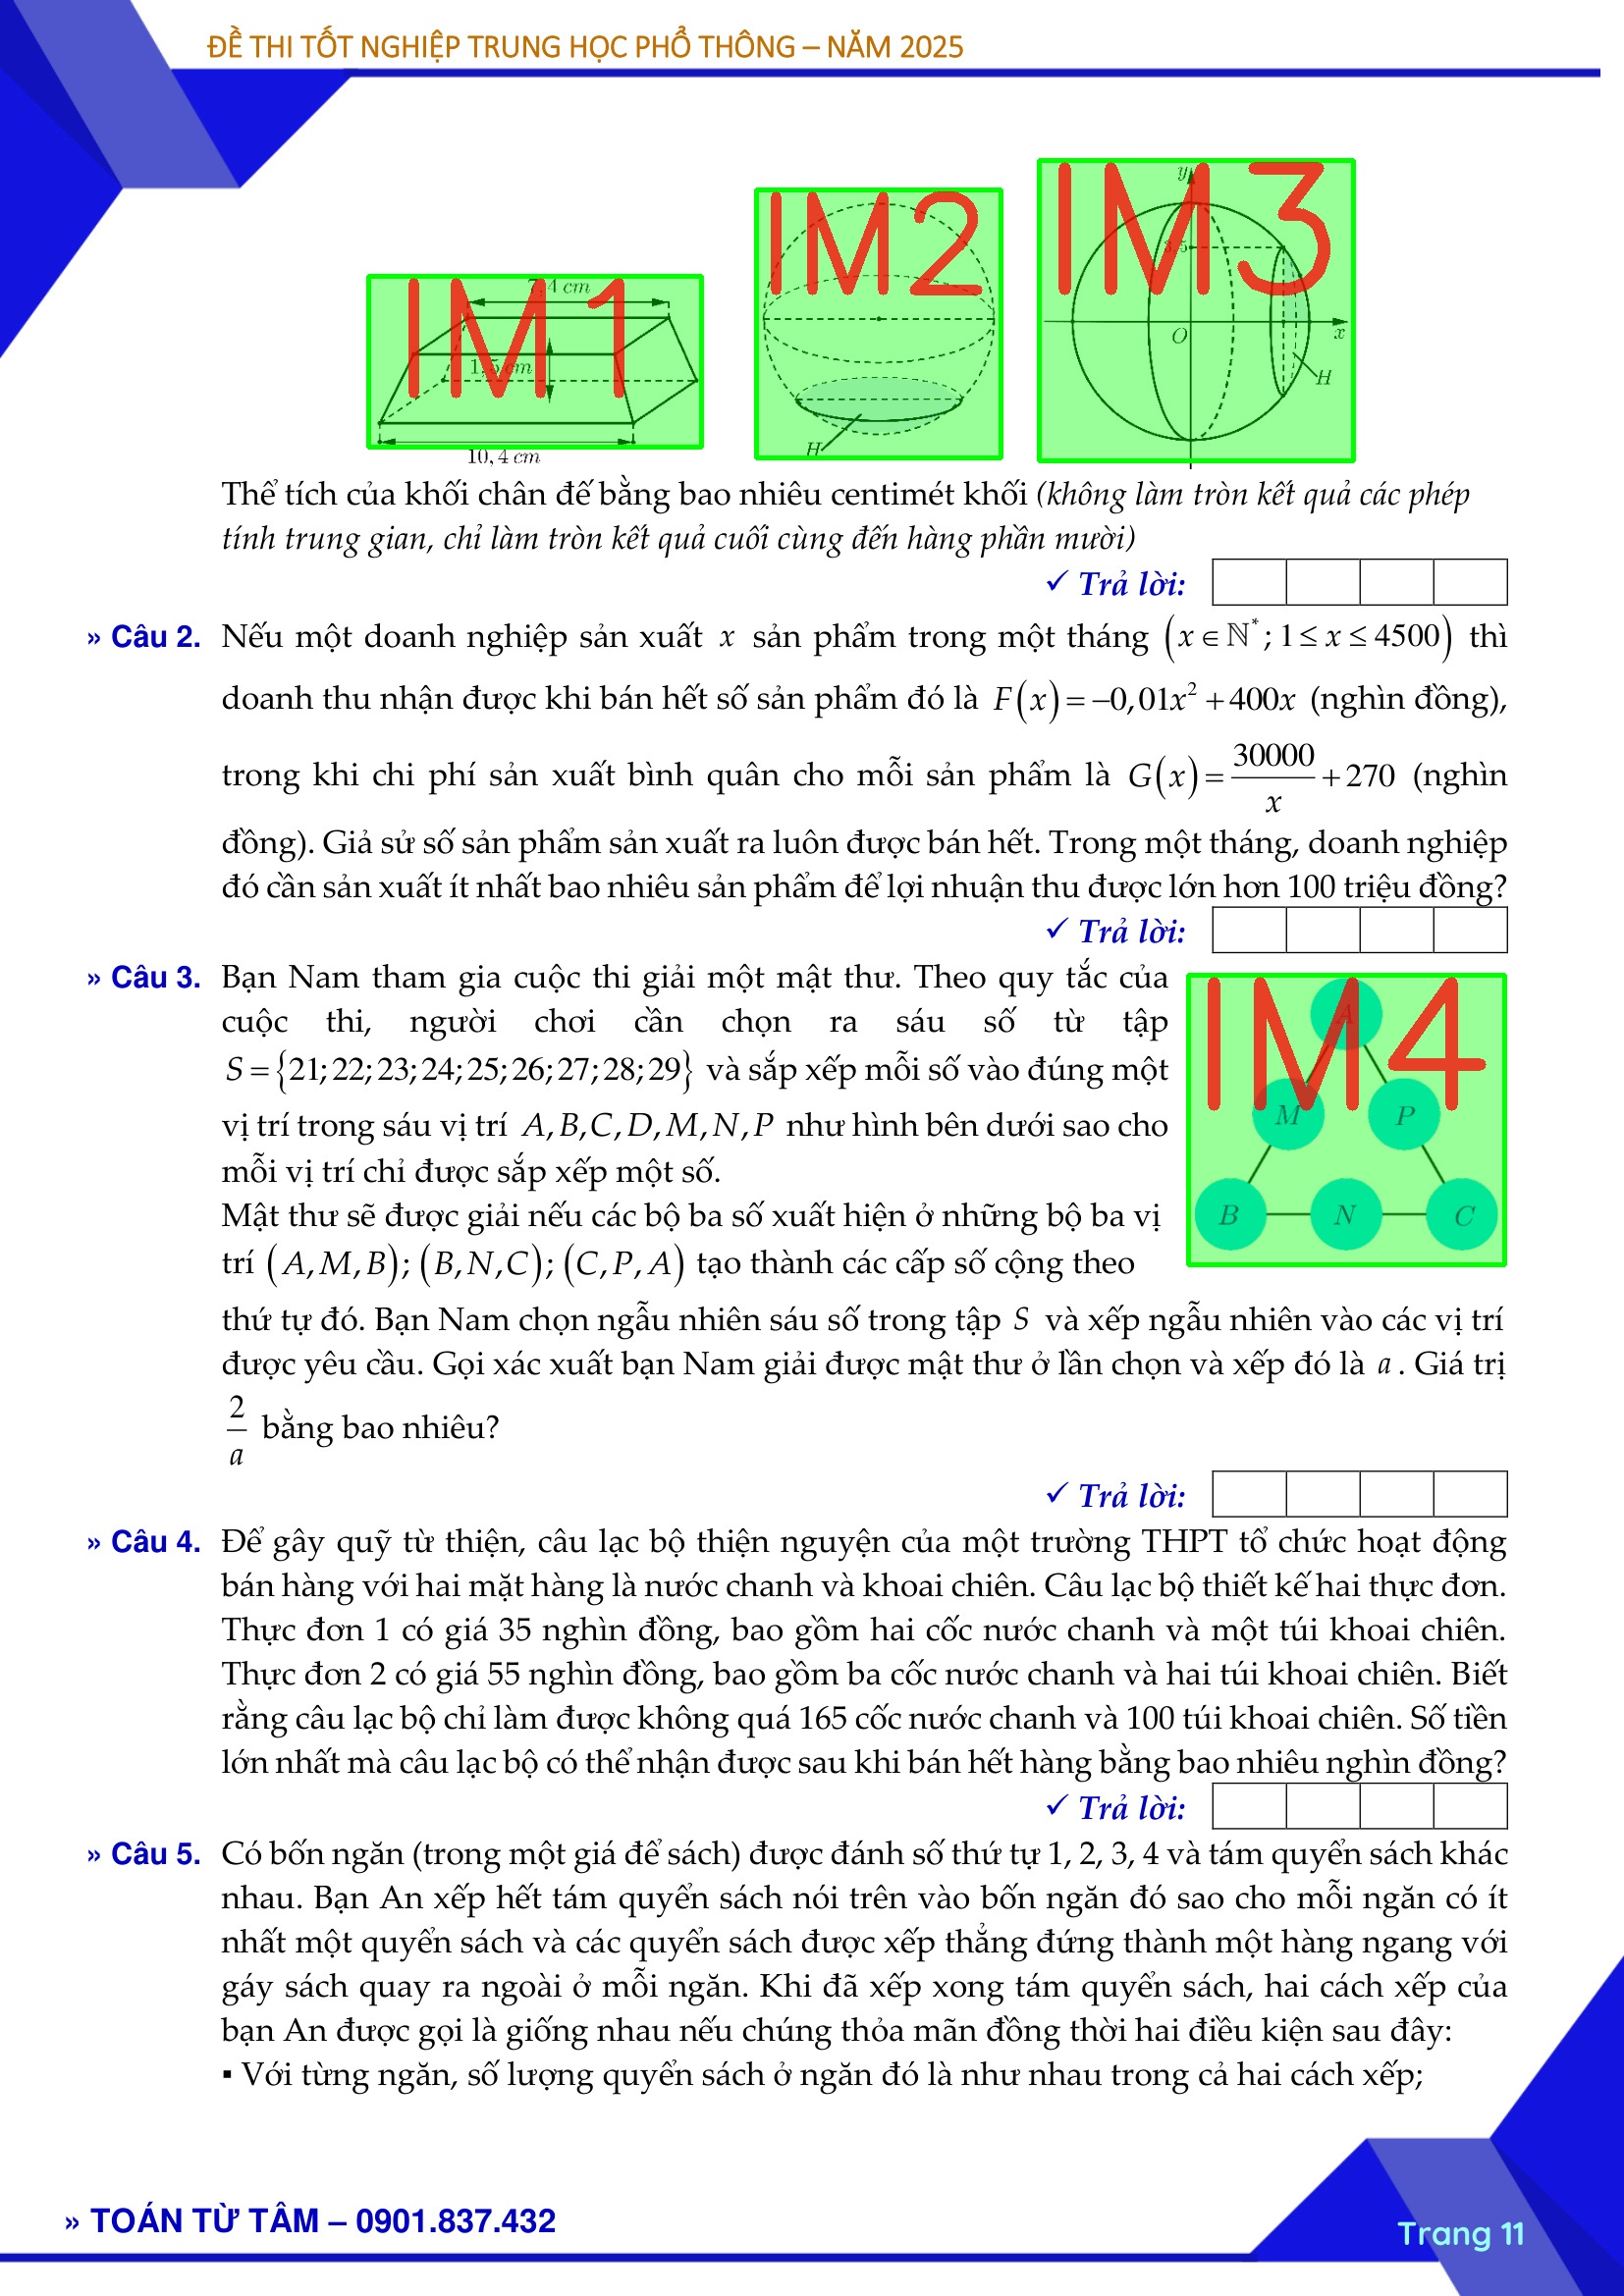 ĐỀ THI TỐT NGHIỆP TRUNG HỌC PHỔ THÔNG – NĂM 2025
IM1
7,4 cm
1,5 cm
10,4 cm
IM2
H
IM3
y
3,5
O
x
H
Thể tích của khối chân đế bằng bao nhiêu centimét khối (không làm tròn kết quả các phép
tính trung gian, chỉ làm tròn kết quả cuối cùng đến hàng phần mười)
✓ Trả lời:
» Câu 2. Nếu một doanh nghiệp sản xuất x sản phẩm trong một tháng (x ∈ ℕ*; 1 ≤ x ≤ 4500) thì
doanh thu nhận được khi bán hết số sản phẩm đó là F(x) = −0,01x² + 400x (nghìn đồng),
trong khi chi phí sản xuất bình quân cho mỗi sản phẩm là G(x) = 30000/x + 270 (nghìn
đồng). Giả sử số sản phẩm sản xuất ra luôn được bán hết. Trong một tháng, doanh nghiệp
đó cần sản xuất ít nhất bao nhiêu sản phẩm để lợi nhuận thu được lớn hơn 100 triệu đồng?
✓ Trả lời:
» Câu 3. Bạn Nam tham gia cuộc thi giải một mật thư. Theo quy tắc của
cuộc thi, người chơi cần chọn ra sáu số từ tập
S = {21; 22; 23; 24; 25; 26; 27; 28; 29} và sắp xếp mỗi số vào đúng một
vị trí trong sáu vị trí A, B, C, D, M, N, P như hình bên dưới sao cho
mỗi vị trí chỉ được sắp xếp một số.
Mật thư sẽ được giải nếu các bộ ba số xuất hiện ở những bộ ba vị
trí (A, M, B); (B, N, C); (C, P, A) tạo thành các cấp số cộng theo
IM4
A
M P
B N C
thứ tự đó. Bạn Nam chọn ngẫu nhiên sáu số trong tập S và xếp ngẫu nhiên vào các vị trí
được yêu cầu. Gọi xác xuất bạn Nam giải được mật thư ở lần chọn và xếp đó là a. Giá trị
2/a bằng bao nhiêu?
✓ Trả lời:
» Câu 4. Để gây quỹ từ thiện, câu lạc bộ thiện nguyện của một trường THPT tổ chức hoạt động
bán hàng với hai mặt hàng là nước chanh và khoai chiên. Câu lạc bộ thiết kế hai thực đơn.
Thực đơn 1 có giá 35 nghìn đồng, bao gồm hai cốc nước chanh và một túi khoai chiên.
Thực đơn 2 có giá 55 nghìn đồng, bao gồm ba cốc nước chanh và hai túi khoai chiên. Biết
rằng câu lạc bộ chỉ làm được không quá 165 cốc nước chanh và 100 túi khoai chiên. Số tiền
lớn nhất mà câu lạc bộ có thể nhận được sau khi bán hết hàng bằng bao nhiêu nghìn đồng?
✓ Trả lời:
» Câu 5. Có bốn ngăn (trong một giá để sách) được đánh số thứ tự 1, 2, 3, 4 và tám quyển sách khác
nhau. Bạn An xếp hết tám quyển sách nói trên vào bốn ngăn đó sao cho mỗi ngăn có ít
nhất một quyển sách và các quyển sách được xếp thẳng đứng thành một hàng ngang với
gáy sách quay ra ngoài ở mỗi ngăn. Khi đã xếp xong tám quyển sách, hai cách xếp của
bạn An được gọi là giống nhau nếu chúng thỏa mãn đồng thời hai điều kiện sau đây:
▪ Với từng ngăn, số lượng quyển sách ở ngăn đó là như nhau trong cả hai cách xếp;
» TOÁN TỪ TÂM – 0901.837.432
Trang 11